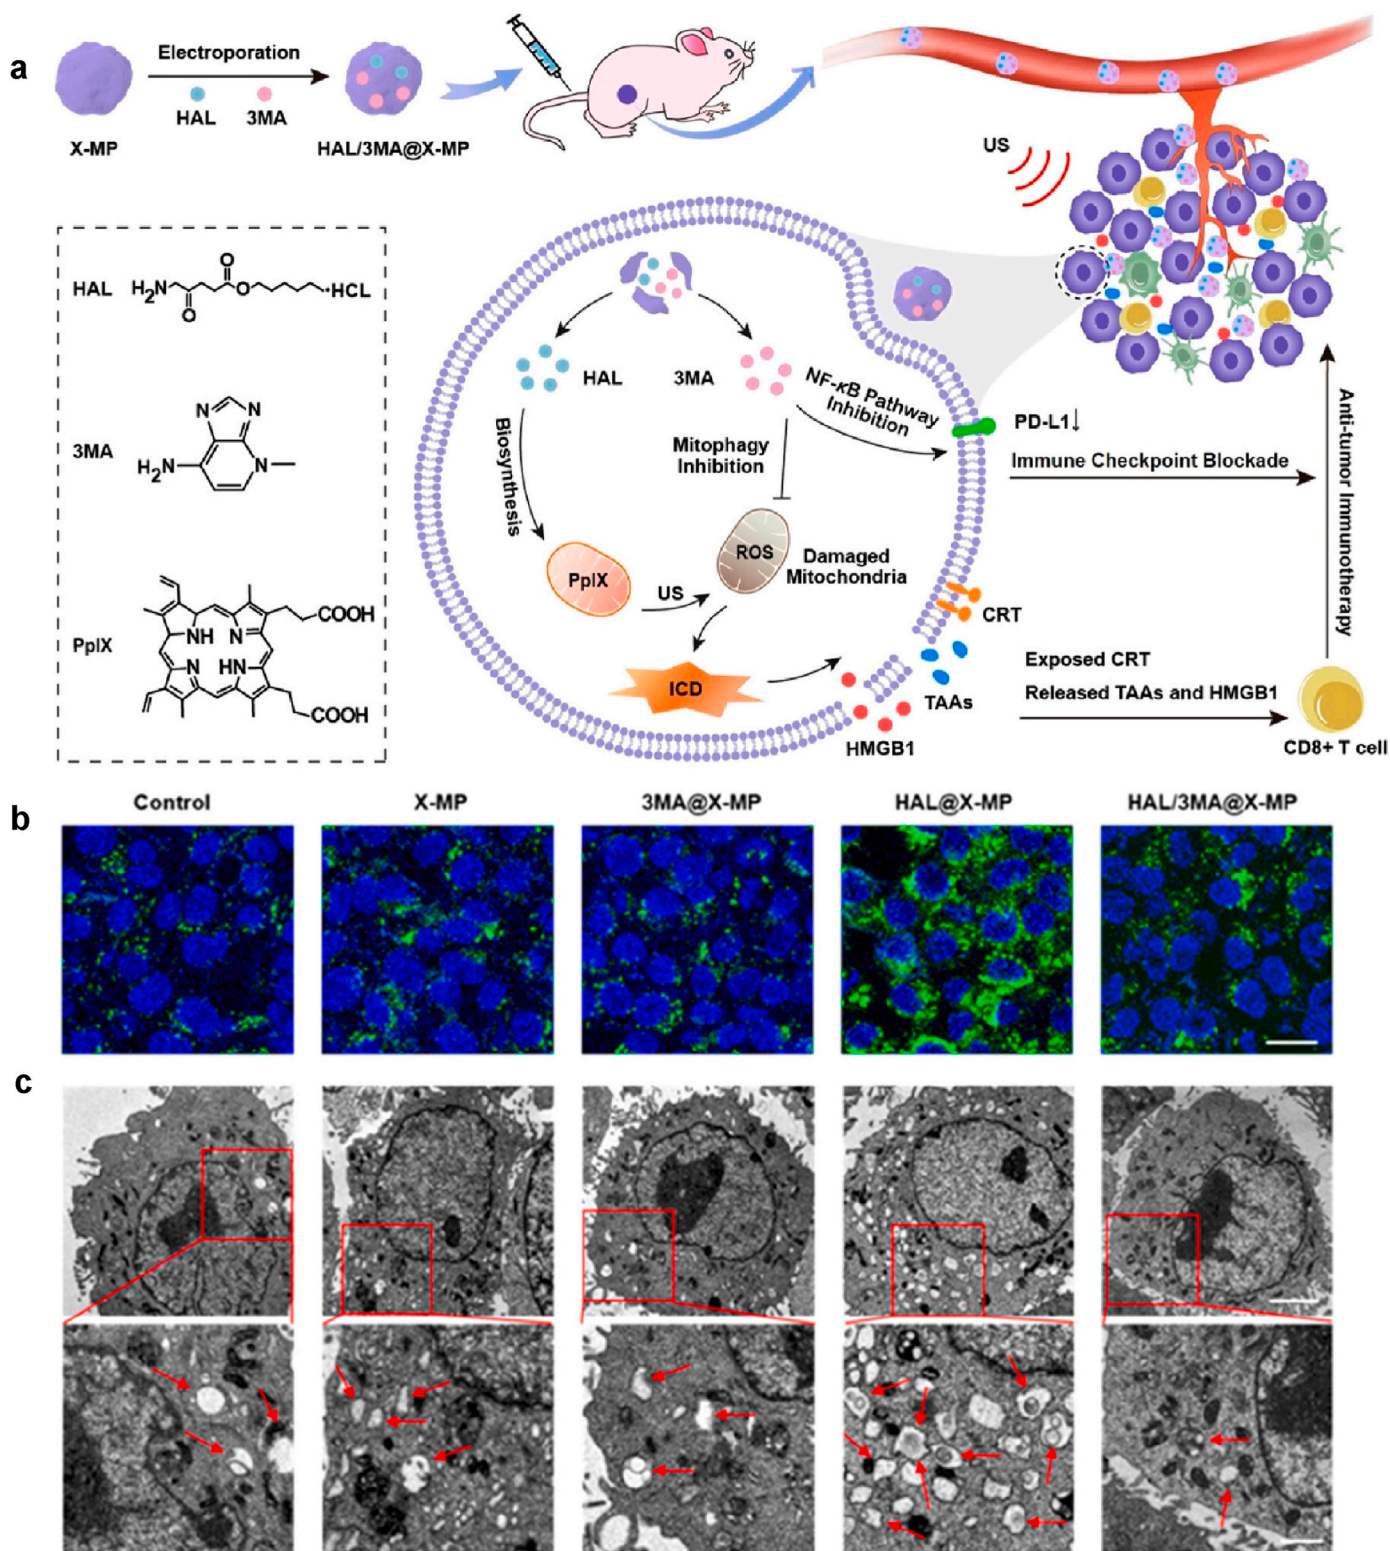 a
Electroporation
HAL 3MA
X-MP
HAL/3MA@X-MP
US
HAL
H₂N
O
O
O
•HCL
3MA
N
N
H₂N
N
PpIX
COOH
NH
N
N
HN
COOH
HAL
3MA
Biosynthesis
Mitophagy
Inhibition
NF-κB Pathway
Inhibition
PD-L1↓
Immune Checkpoint Blockade
Anti-tumor Immunotherapy
PpIX
US
ROS
Damaged
Mitochondria
ICD
CRT
TAAs
HMGB1
Exposed CRT
Released TAAs and HMGB1
CD8+ T cell
b
Control
X-MP
3MA@X-MP
HAL@X-MP
HAL/3MA@X-MP
c